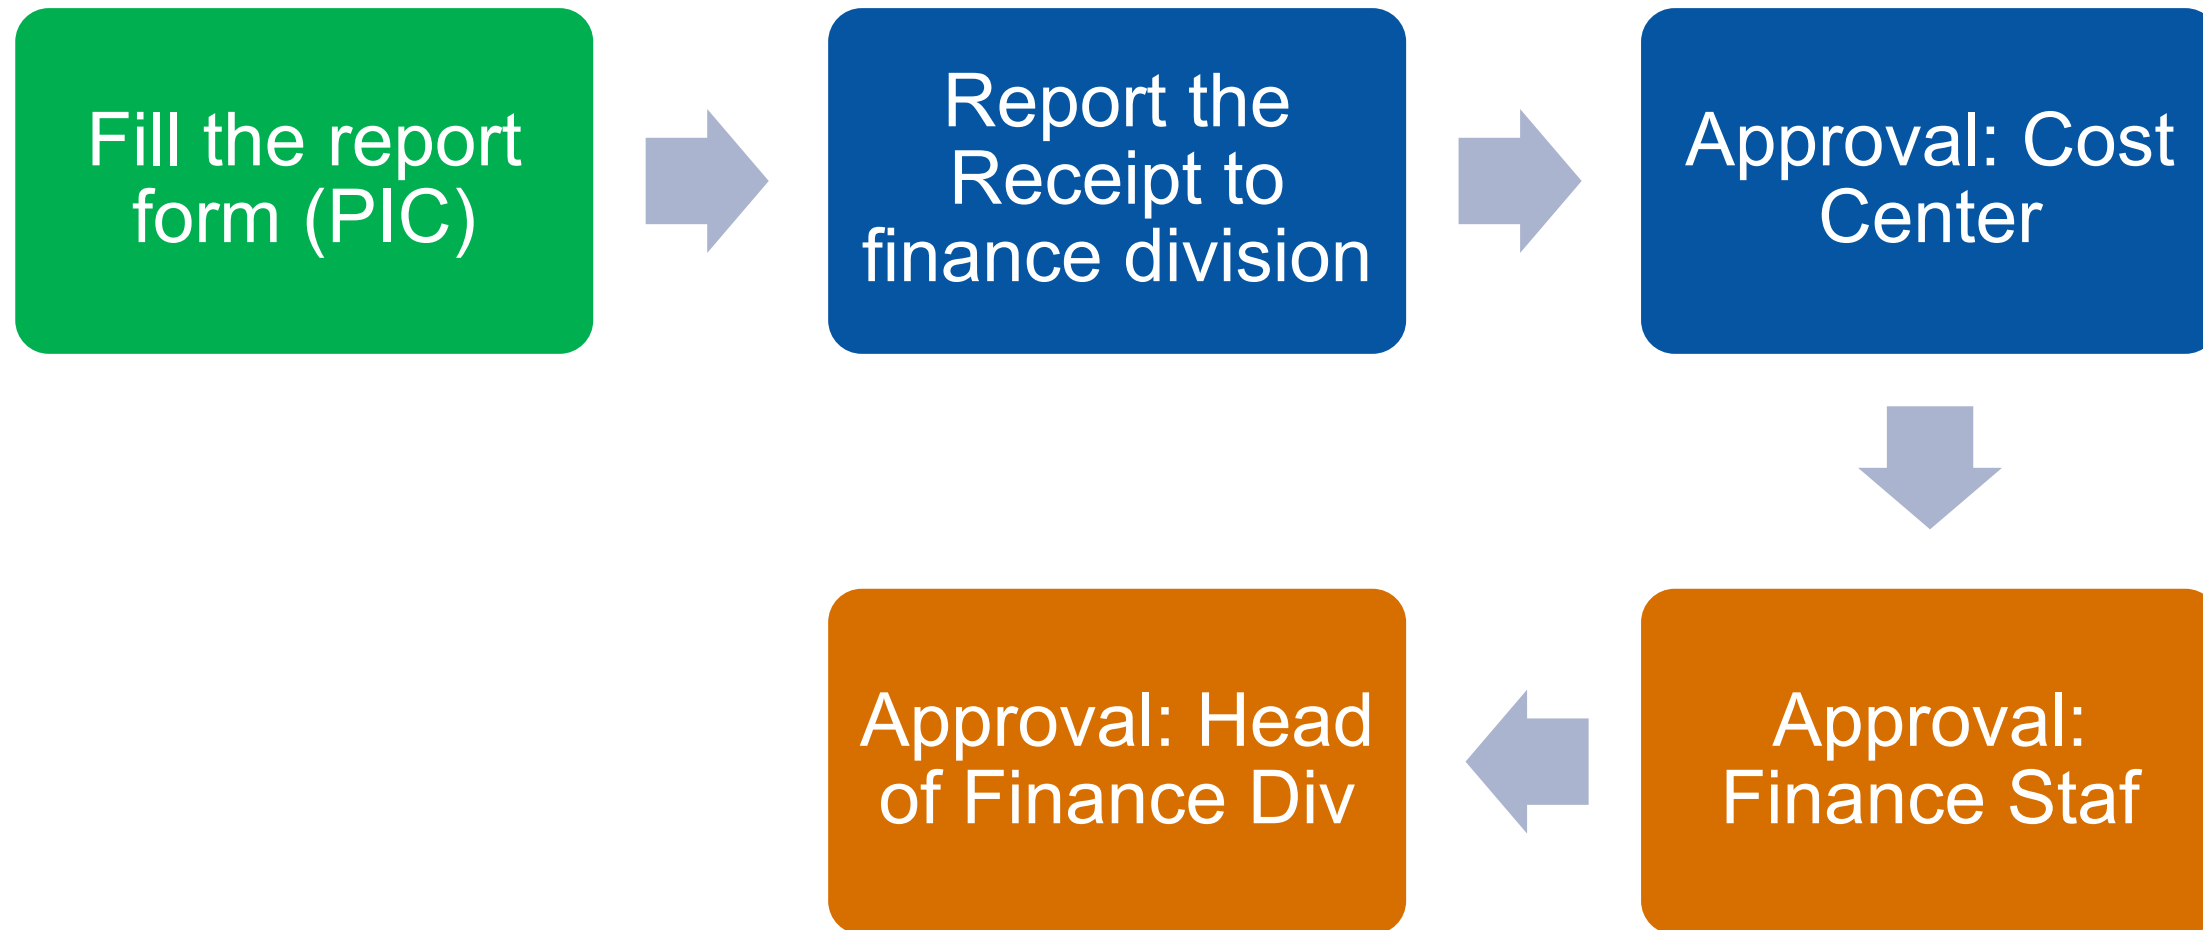 Fill the report
form (PIC)
Report the
Receipt to
finance division
Approval: Cost
Center
Approval: Head
of Finance Div
Approval:
Finance Staf